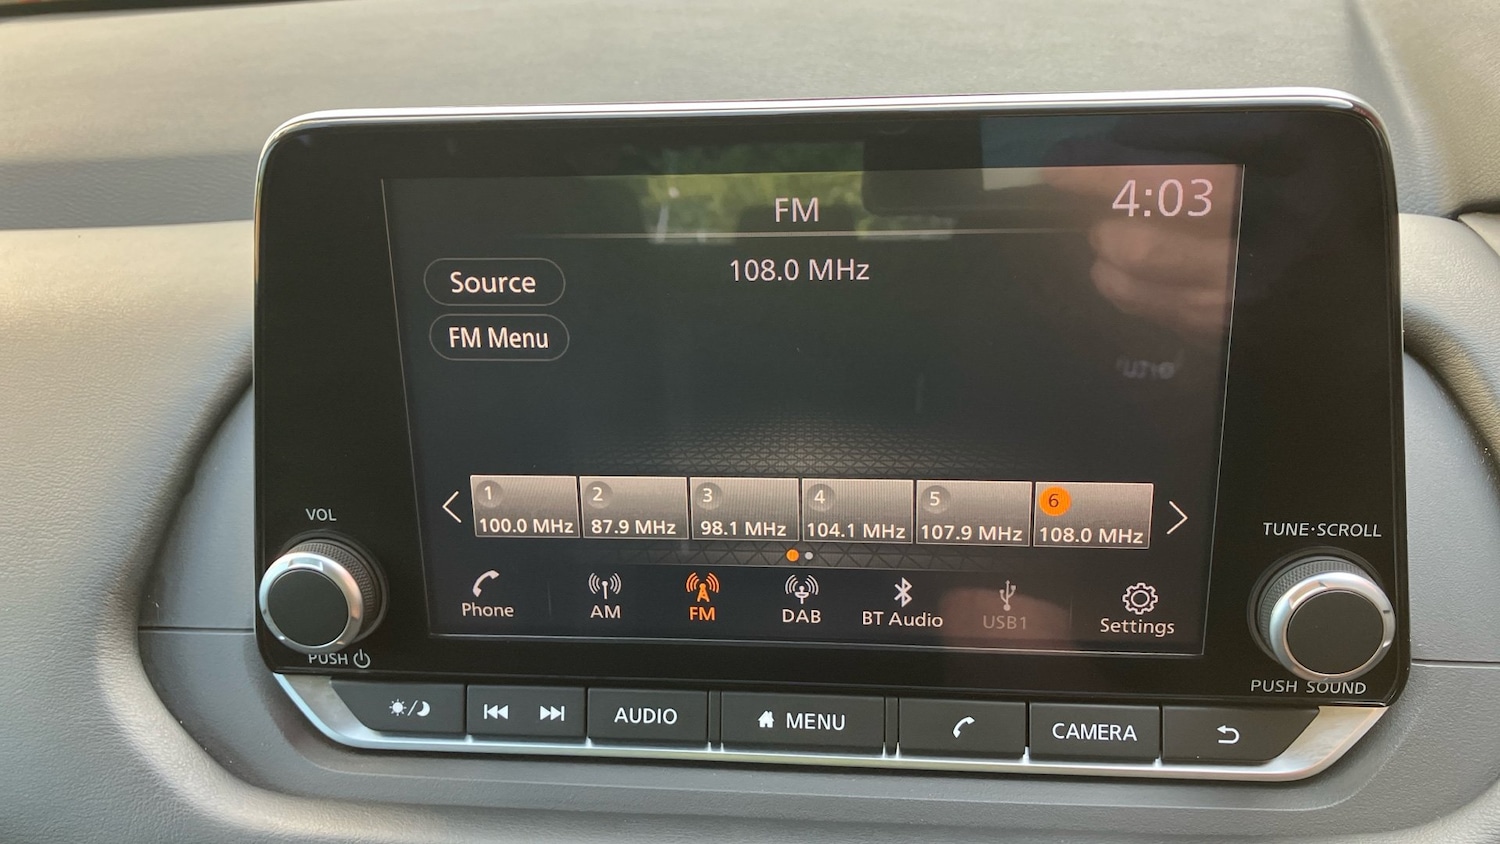 FM
4:03
108.0 MHz
Source
FM Menu
1
2
3
4
5
6
100.0 MHz
87.9 MHz
98.1 MHz
104.1 MHz
107.9 MHz
108.0 MHz
Phone
AM
FM
DAB
BT Audio
USB1
Settings
VOL
PUSH
TUNE·SCROLL
PUSH SOUND
AUDIO
MENU
CAMERA